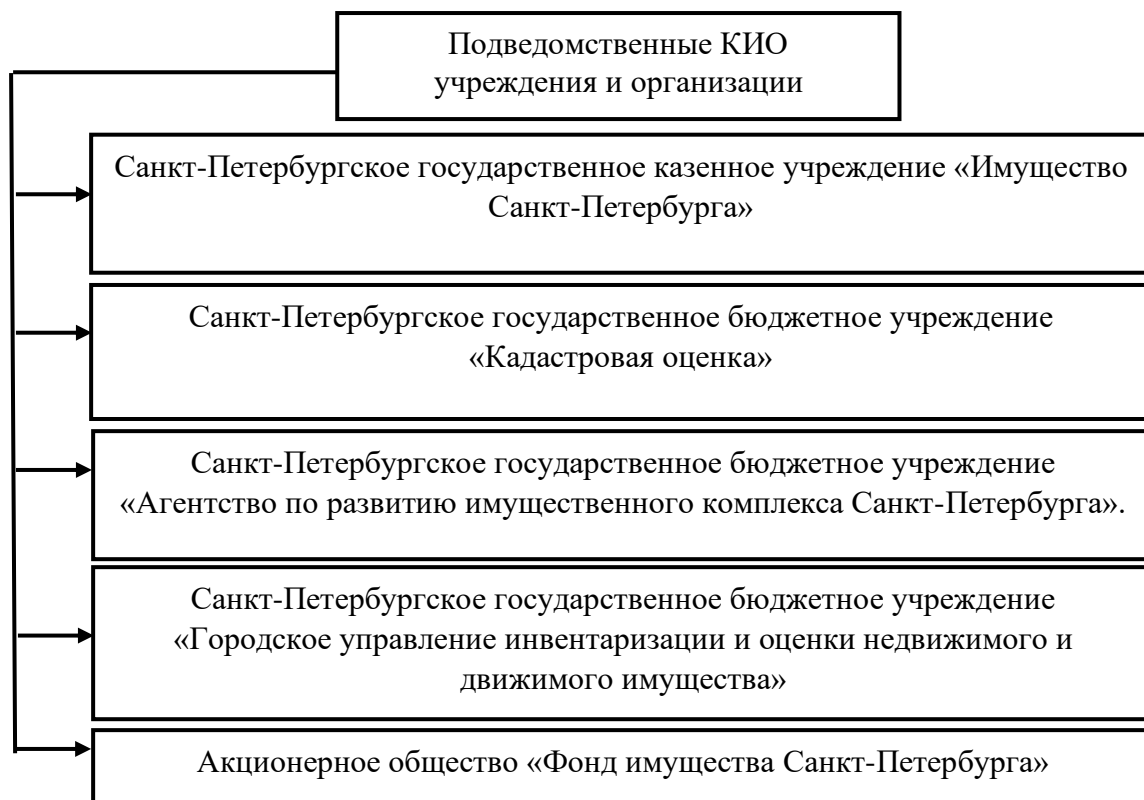 Подведомственные КИО
учреждения и организации
Санкт-Петербургское государственное казенное учреждение «Имущество
Санкт-Петербурга»
Санкт-Петербургское государственное бюджетное учреждение
«Кадастровая оценка»
Санкт-Петербургское государственное бюджетное учреждение
«Агентство по развитию имущественного комплекса Санкт-Петербурга».
Санкт-Петербургское государственное бюджетное учреждение
«Городское управление инвентаризации и оценки недвижимого и
движимого имущества»
Акционерное общество «Фонд имущества Санкт-Петербурга»